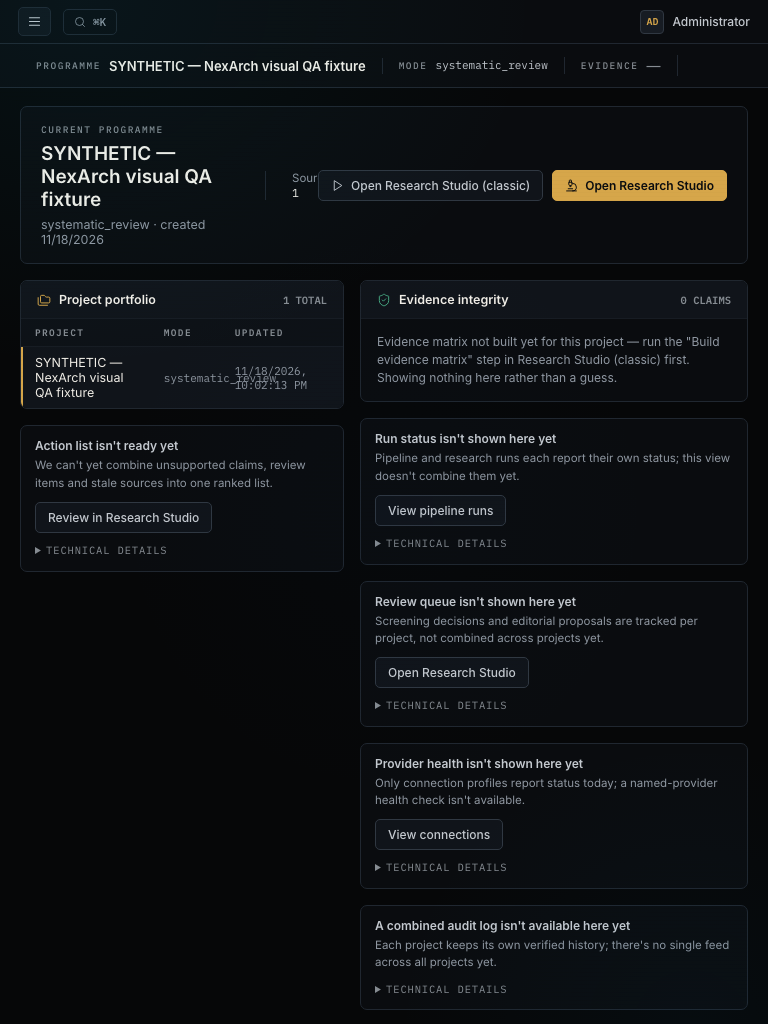 ⌘K
AD Administrator
PROGRAMME SYNTHETIC — NexArch visual QA fixture MODE systematic_review EVIDENCE —
CURRENT PROGRAMME
SYNTHETIC —
NexArch visual QA
fixture
systematic_review · created
11/18/2026
Sour
1
Open Research Studio (classic)
Open Research Studio
Project portfolio 1 TOTAL
PROJECT MODE UPDATED
SYNTHETIC —
NexArch visual
QA fixture
systematic_review
11/18/2026,
10:02:13 PM
Action list isn't ready yet
We can't yet combine unsupported claims, review
items and stale sources into one ranked list.
Review in Research Studio
TECHNICAL DETAILS
Evidence integrity 0 CLAIMS
Evidence matrix not built yet for this project — run the "Build
evidence matrix" step in Research Studio (classic) first.
Showing nothing here rather than a guess.
Run status isn't shown here yet
Pipeline and research runs each report their own status; this view
doesn't combine them yet.
View pipeline runs
TECHNICAL DETAILS
Review queue isn't shown here yet
Screening decisions and editorial proposals are tracked per
project, not combined across projects yet.
Open Research Studio
TECHNICAL DETAILS
Provider health isn't shown here yet
Only connection profiles report status today; a named-provider
health check isn't available.
View connections
TECHNICAL DETAILS
A combined audit log isn't available here yet
Each project keeps its own verified history; there's no single feed
across all projects yet.
TECHNICAL DETAILS